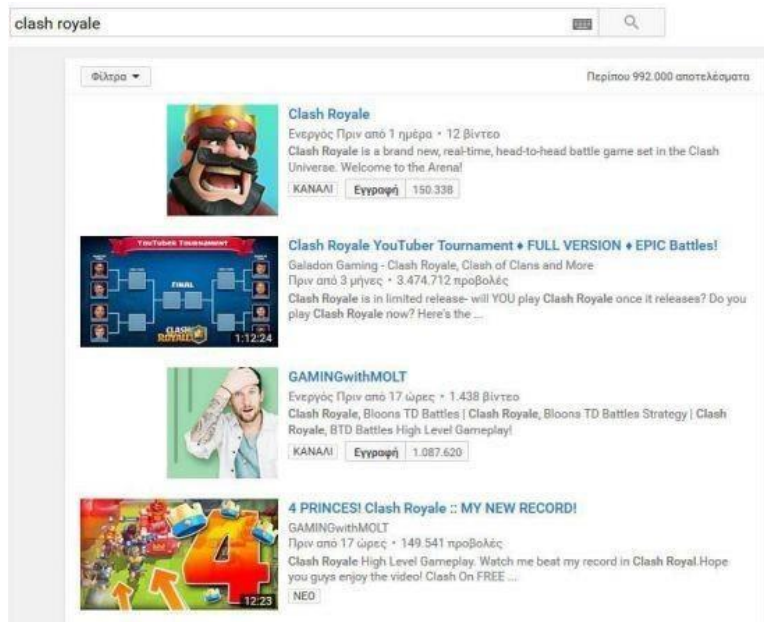 clash royale
Φίλτρα
Περίπου 992.000 αποτελέσματα
Clash Royale
Ενεργός Πριν από 1 ημέρα • 12 βίντεο
Clash Royale is a brand new, real-time, head-to-head battle game set in the Clash
Universe. Welcome to the Arena!
ΚΑΝΑΛΙ Εγγραφή 150.338
YouTuber Tournament
FINAL
CLASH
ROYALE
1:12:24
Clash Royale YouTuber Tournament ♦ FULL VERSION ♦ EPIC Battles!
Galadon Gaming - Clash Royale, Clash of Clans and More
Πριν από 3 μήνες • 3.474.712 προβολές
Clash Royale is in limited release- will YOU play Clash Royale once it releases? Do you
play Clash Royale now? Here's the ...
GAMINGwithMOLT
Ενεργός Πριν από 17 ώρες • 1.438 βίντεο
Clash Royale, Bloons TD Battles | Clash Royale, Bloons TD Battles Strategy | Clash
Royale, BTD Battles High Level Gameplay!
ΚΑΝΑΛΙ Εγγραφή 1.087.620
4
12:23
4 PRINCES! Clash Royale :: MY NEW RECORD!
GAMINGwithMOLT
Πριν από 17 ώρες • 149.541 προβολές
Clash Royale High Level Gameplay. Watch me beat my record in Clash Royal.Hope
you guys enjoy the video! Clash On FREE ...
ΝΕΟ